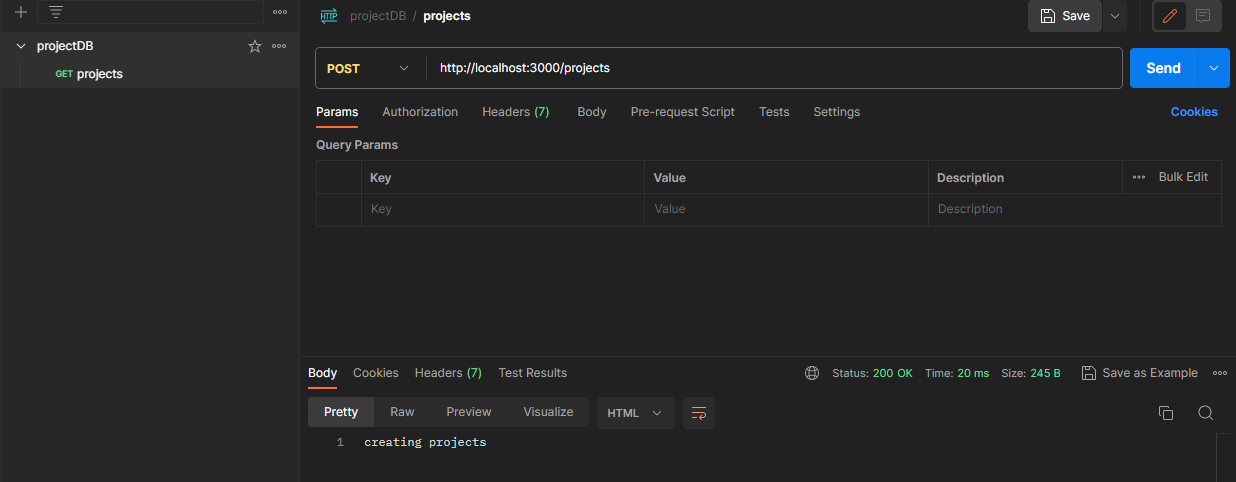 projectDB
GET projects
HTTP projectDB / projects
Save
POST http://localhost:3000/projects Send
Params Authorization Headers (7) Body Pre-request Script Tests Settings Cookies
Query Params
Key Value Description Bulk Edit
Key Value Description
Body Cookies Headers (7) Test Results Status: 200 OK Time: 20 ms Size: 245 B Save as Example
Pretty Raw Preview Visualize HTML
1 creating projects